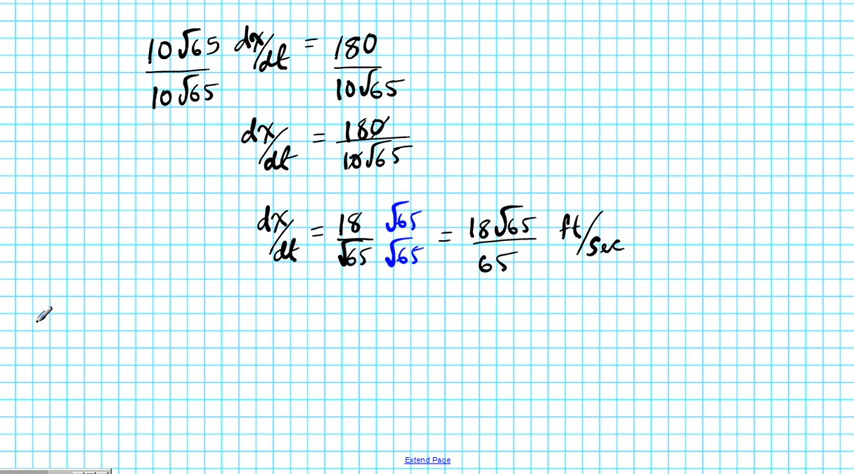 10√65/10√65 dx/dt = 180/10√65
dx/dt = 180/10√65
dx/dt = 18/√65 √65/√65 = 18√65/65 ft/sec
Extend Page